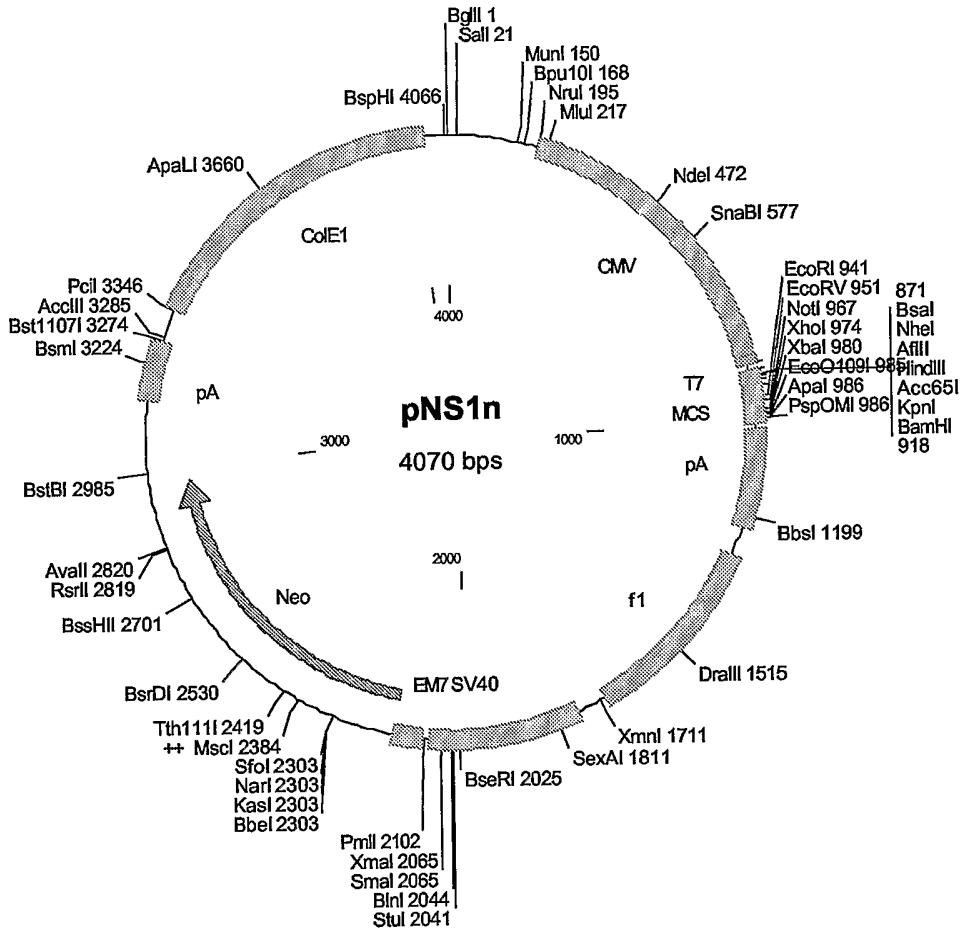 BglII 1
SalI 21
MunI 150
Bpu10I 168
NruI 195
MluI 217
BspHI 4066
ApaLI 3660
NdeI 472
SnaBI 577
ColE1
CMV
4000
PciI 3346
AccIII 3285
Bst1107I 3274
BsmI 3224
EcoRI 941
EcoRV 951
NotI 967
XhoI 974
XbaI 980
EcoO109I 985
ApaI 986
PspOMI 986
871
BsaI
NheI
AflII
HindIII
Acc65I
KpnI
BamHI
918
T7
MCS
pA
pA
pNS1n
4070 bps
3000
1000
BstBI 2985
BbsI 1199
AvaII 2820
RsrII 2819
BssHII 2701
2000
Neo
f1
BsrDI 2530
EM7 SV40
DraIII 1515
Tth111I 2419
++ MscI 2384
SfoI 2303
NarI 2303
KasI 2303
BbeI 2303
XmnI 1711
SexAI 1811
BseRI 2025
PmlI 2102
XmaI 2065
SmaI 2065
BlnI 2044
StuI 2041